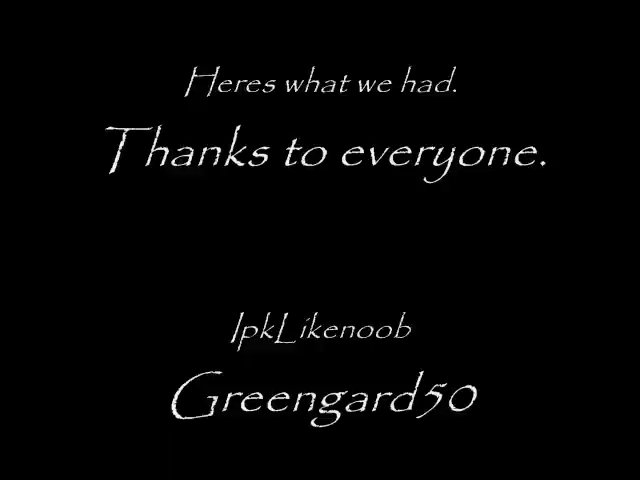 Heres what we had.
Thanks to everyone.
IpkLikenoob
Greengard50